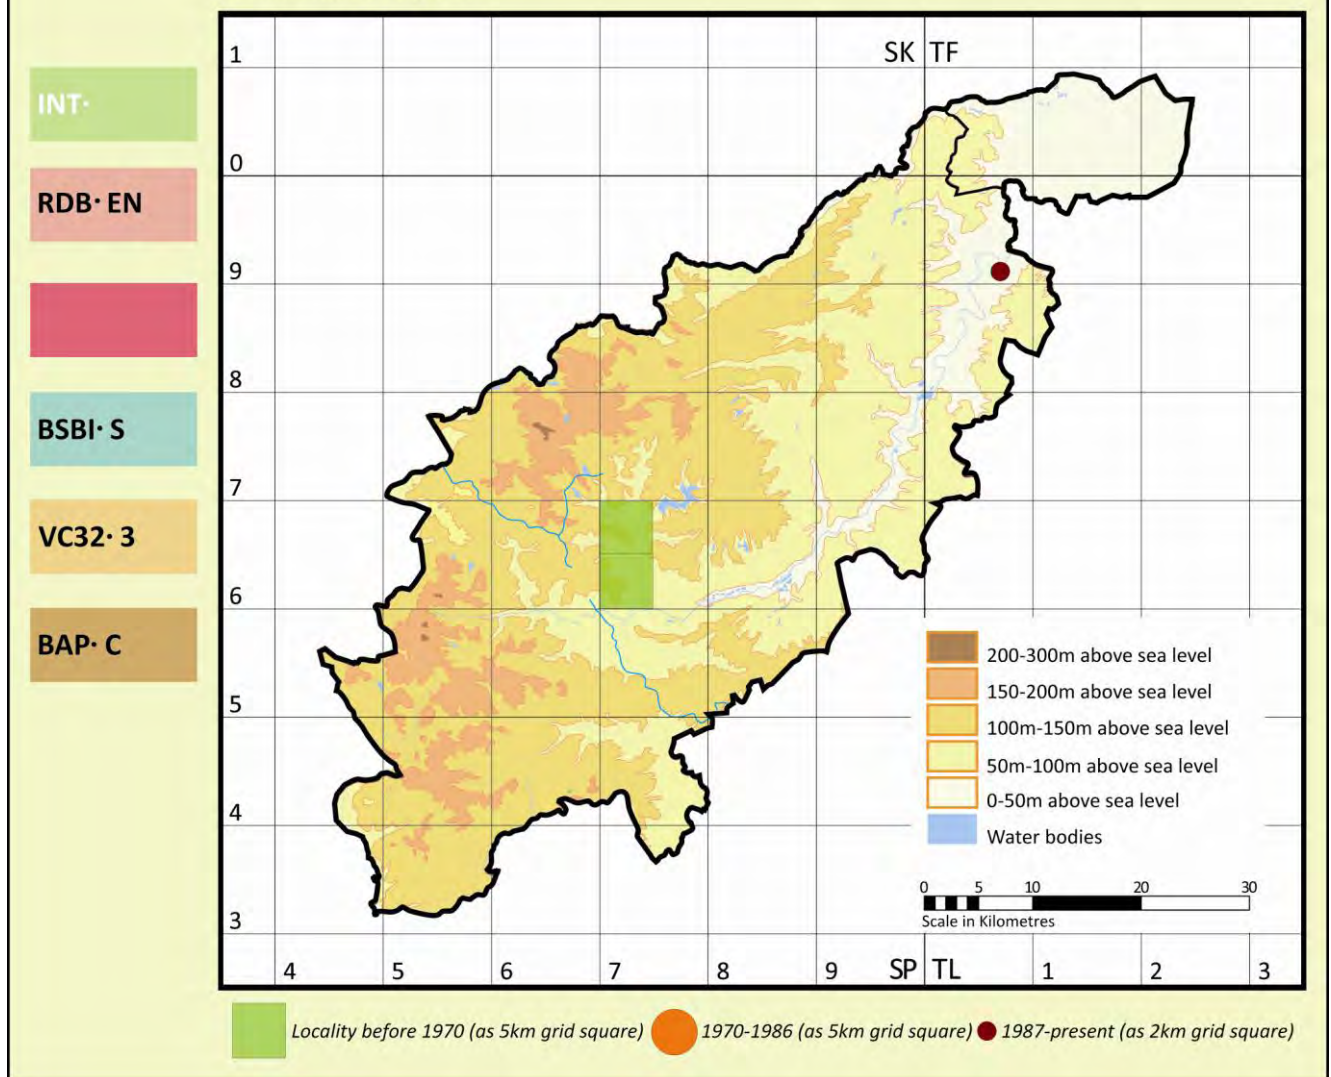 INT·
RDB· EN
BSBI· S
VC32· 3
BAP· C
SK TF
1
0
9
8
7
6
5
4
3
4 5 6 7 8 9 SP TL 1 2 3
200-300m above sea level
150-200m above sea level
100m-150m above sea level
50m-100m above sea level
0-50m above sea level
Water bodies
0 5 10 20 30
Scale in Kilometres
Locality before 1970 (as 5km grid square) 1970-1986 (as 5km grid square) 1987-present (as 2km grid square)